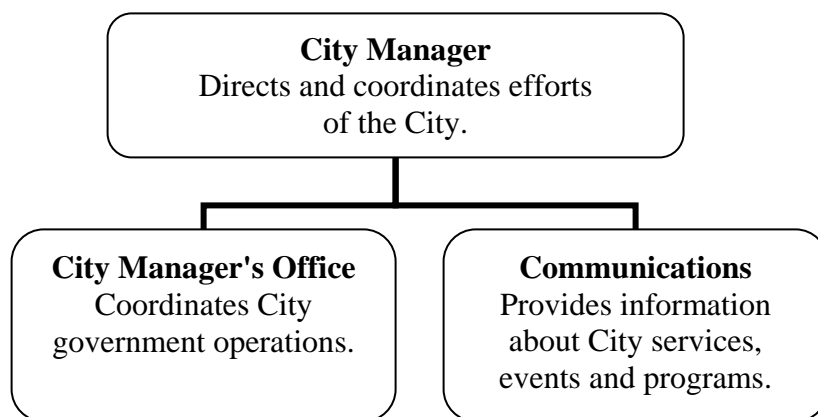 City Manager
Directs and coordinates efforts
of the City.
City Manager's Office
Coordinates City
government operations.
Communications
Provides information
about City services,
events and programs.